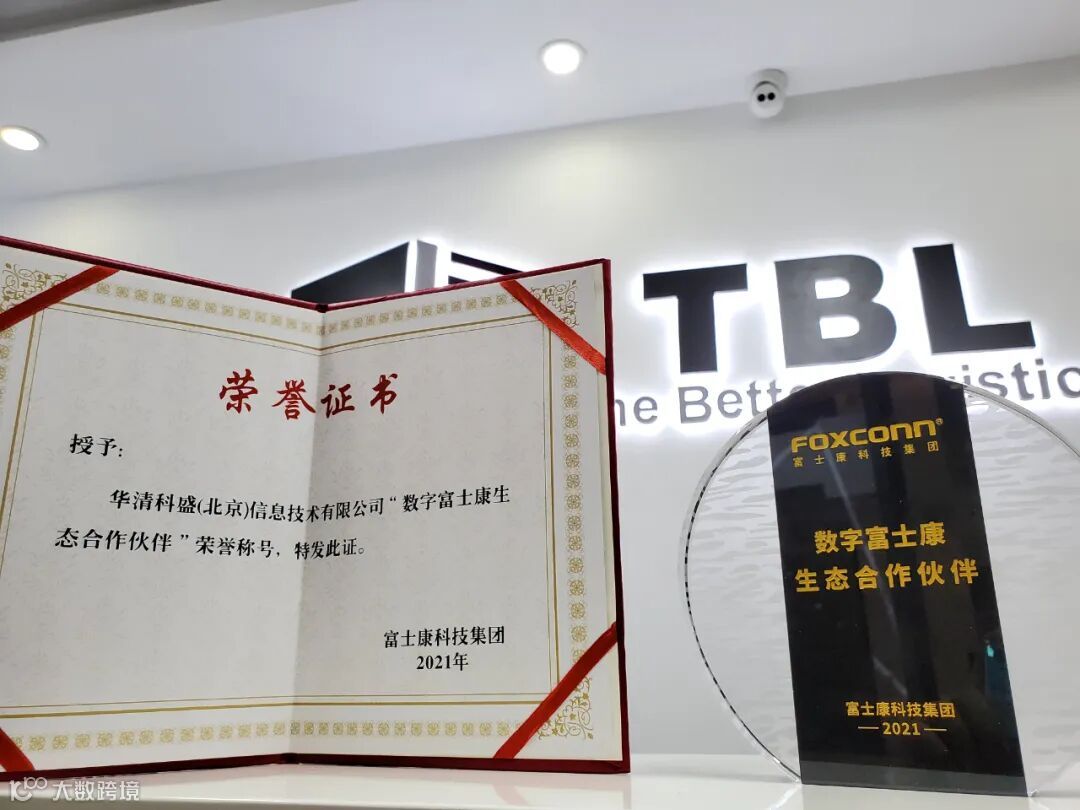 TBL
荣誉证书
授予：
华清科盛(北京)信息技术有限公司“数字富士康生
态合作伙伴”荣誉称号，特发此证。
富士康科技集团
2021年
FOXCONN®
富士康科技集团
数字富士康
生态合作伙伴
富士康科技集团
—2021—
大数跨境